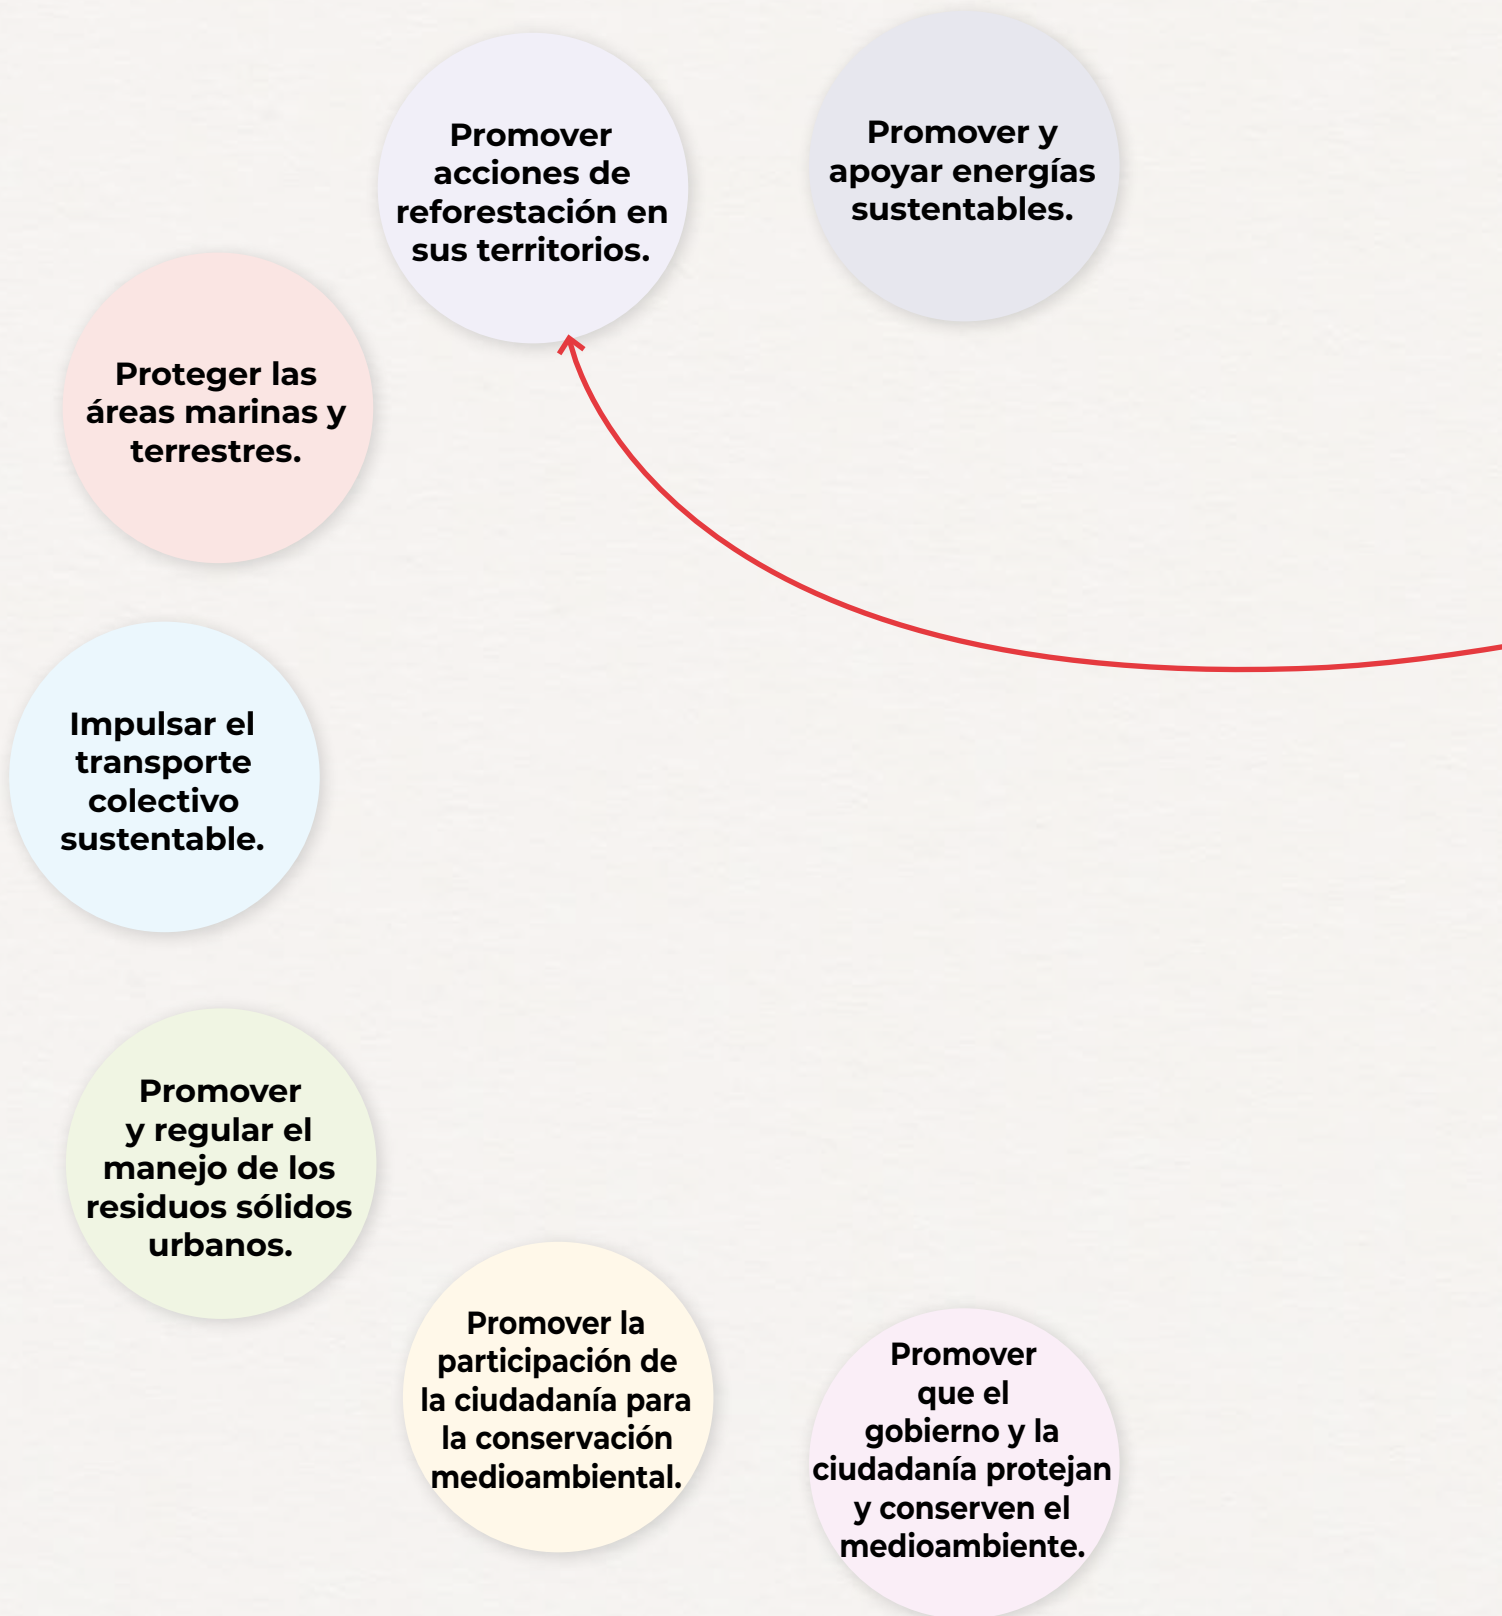 Promover
acciones de
reforestación en
sus territorios.
Promover y
apoyar energías
sustentables.
Proteger las
áreas marinas y
terrestres.
Impulsar el
transporte
colectivo
sustentable.
Promover
y regular el
manejo de los
residuos sólidos
urbanos.
Promover la
participación de
la ciudadanía para
la conservación
medioambiental.
Promover
que el
gobierno y la
ciudadanía protejan
y conserven el
medioambiente.